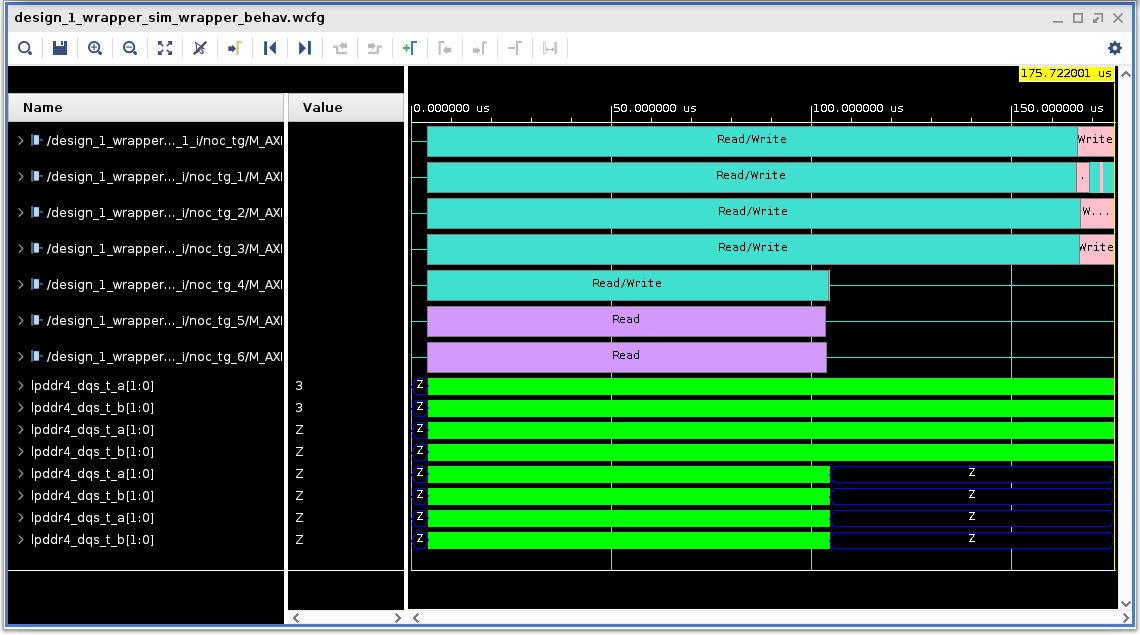 design_1_wrapper_sim_wrapper_behav.wcfg
175.722001 us
Name Value 0.000000 us 50.000000 us 100.000000 us 150.000000 us
/design_1_wrapper..._1_i/noc_tg/M_AXI Read/Write Write
/design_1_wrapper..._i/noc_tg_1/M_AXI Read/Write .
/design_1_wrapper..._i/noc_tg_2/M_AXI Read/Write W...
/design_1_wrapper..._i/noc_tg_3/M_AXI Read/Write Write
/design_1_wrapper..._i/noc_tg_4/M_AXI Read/Write
/design_1_wrapper..._i/noc_tg_5/M_AXI Read
/design_1_wrapper..._i/noc_tg_6/M_AXI Read
lpddr4_dqs_t_a[1:0] 3 Z
lpddr4_dqs_t_b[1:0] 3 Z
lpddr4_dqs_t_a[1:0] Z Z
lpddr4_dqs_t_b[1:0] Z Z
lpddr4_dqs_t_a[1:0] Z Z Z
lpddr4_dqs_t_b[1:0] Z Z Z
lpddr4_dqs_t_a[1:0] Z Z Z
lpddr4_dqs_t_b[1:0] Z Z Z